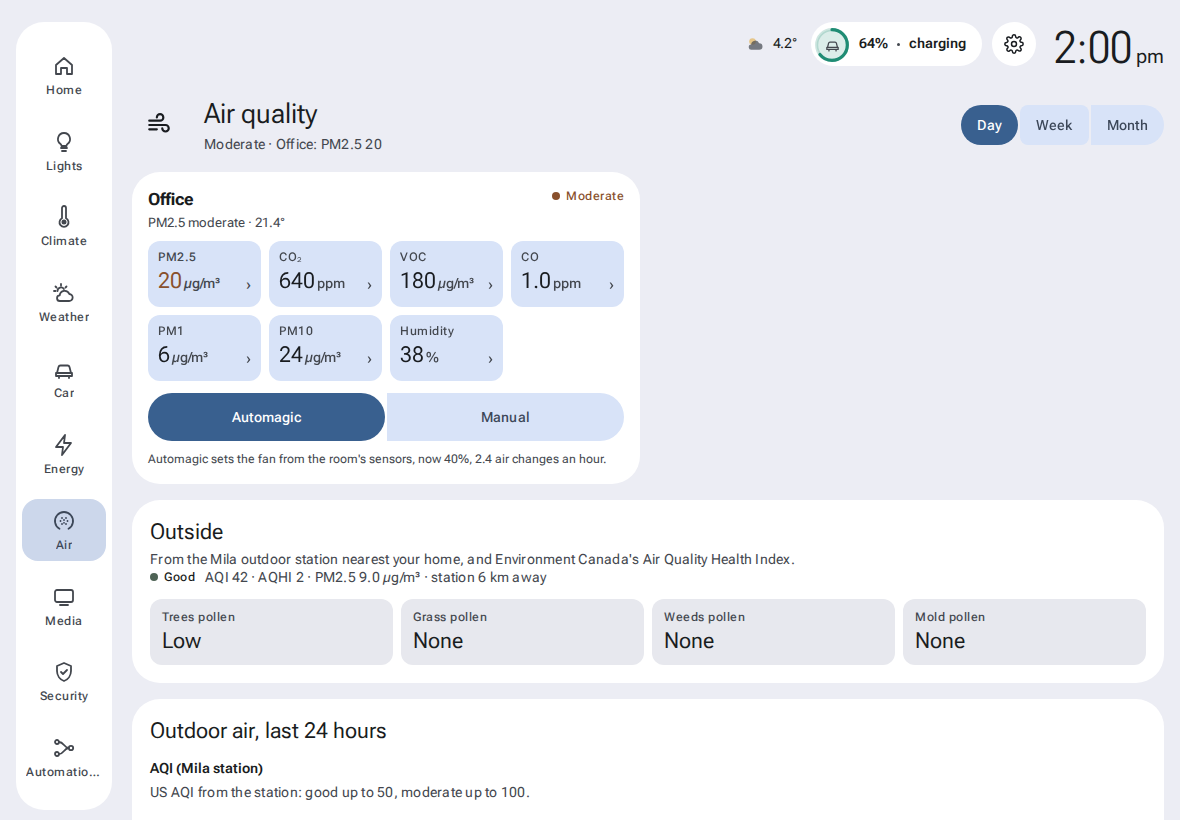 4.2° 64% · charging 2:00 pm
Home
Lights
Climate
Weather
Car
Energy
Air
Media
Security
Automatio...
Air quality
Moderate · Office: PM2.5 20
Day Week Month
Office
Moderate
PM2.5 moderate · 21.4°
PM2.5 CO₂ VOC CO
20 µg/m³ › 640 ppm › 180 µg/m³ › 1.0 ppm ›
PM1 PM10 Humidity
6 µg/m³ › 24 µg/m³ › 38 % ›
Automagic Manual
Automagic sets the fan from the room's sensors, now 40%, 2.4 air changes an hour.
Outside
From the Mila outdoor station nearest your home, and Environment Canada's Air Quality Health Index.
Good AQI 42 · AQHI 2 · PM2.5 9.0 µg/m³ · station 6 km away
Trees pollen Grass pollen Weeds pollen Mold pollen
Low None None None
Outdoor air, last 24 hours
AQI (Mila station)
US AQI from the station: good up to 50, moderate up to 100.